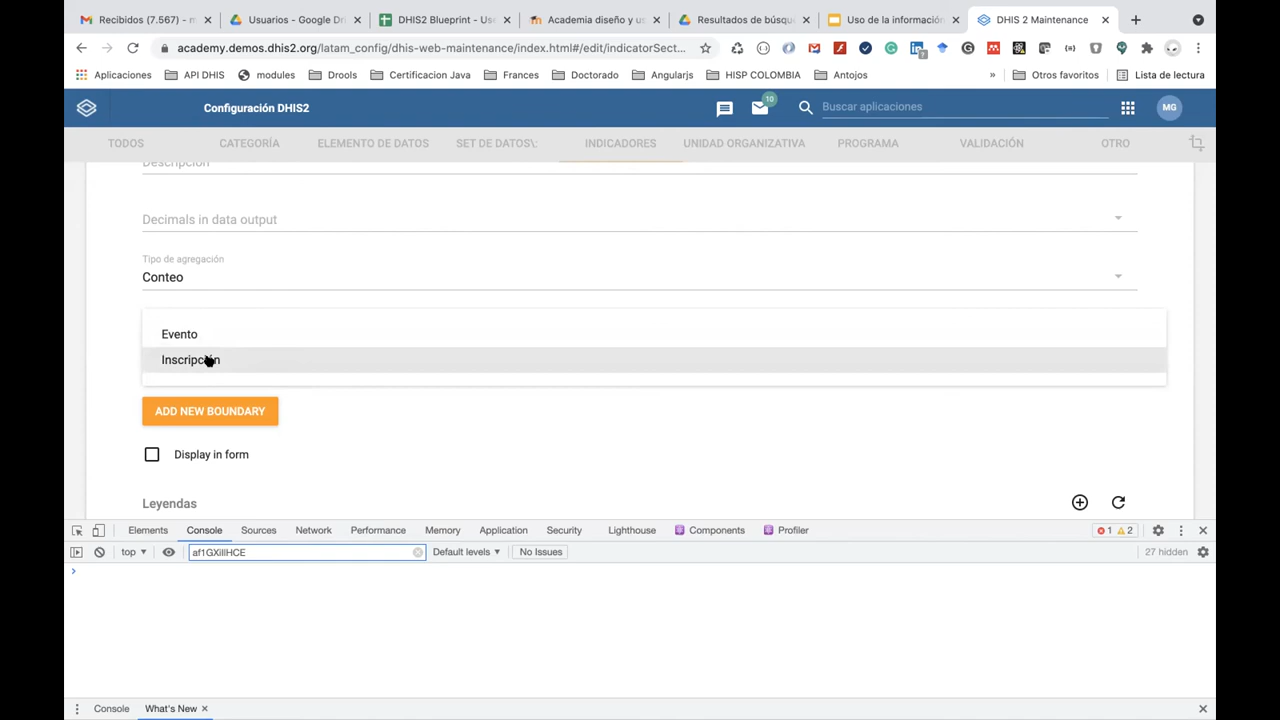 Recibidos (7.567) - m
Usuarios - Google Dri
DHIS2 Blueprint - Use
Academia diseño y us
Resultados de búsqu
Uso de la información
DHIS 2 Maintenance
academy.demos.dhis2.org/latam_config/dhis-web-maintenance/index.html#/edit/indicatorSect...
Aplicaciones
API DHIS
modules
Drools
Certificacion Java
Frances
Doctorado
Angularjs
HISP COLOMBIA
Antojos
»
Otros favoritos
Lista de lectura
Configuración DHIS2
10
Buscar aplicaciones
MG
TODOS
CATEGORÍA
ELEMENTO DE DATOS
SET DE DATOS\:
INDICADORES
UNIDAD ORGANIZATIVA
PROGRAMA
VALIDACIÓN
OTRO
Descripción
Decimals in data output
Tipo de agregación
Conteo
Evento
Inscripción
ADD NEW BOUNDARY
Display in form
Leyendas
Elements
Console
Sources
Network
Performance
Memory
Application
Security
Lighthouse
Components
Profiler
1
2
top
Default levels
No Issues
27 hidden
>
Console
What's New